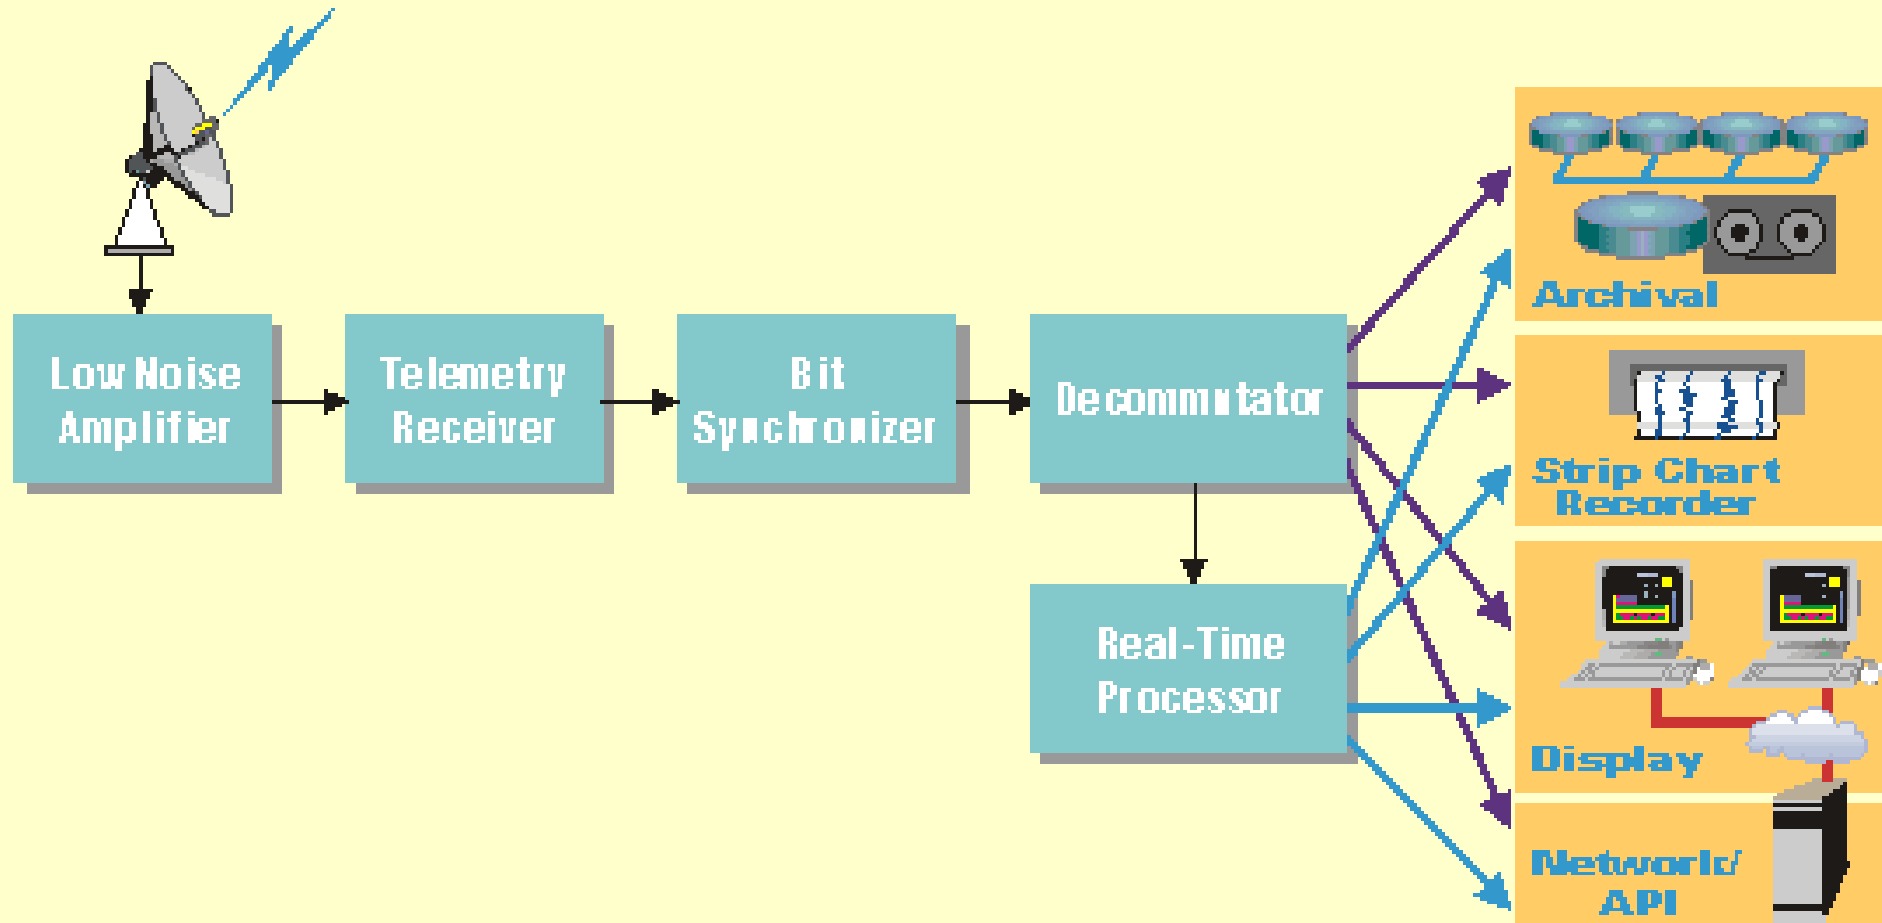 Low Noise
Amplifier
Telemetry
Receiver
Bit
Synchronizer
Decommutator
Real-Time
Processor
Archival
Strip Chart
Recorder
Display
Network/
API